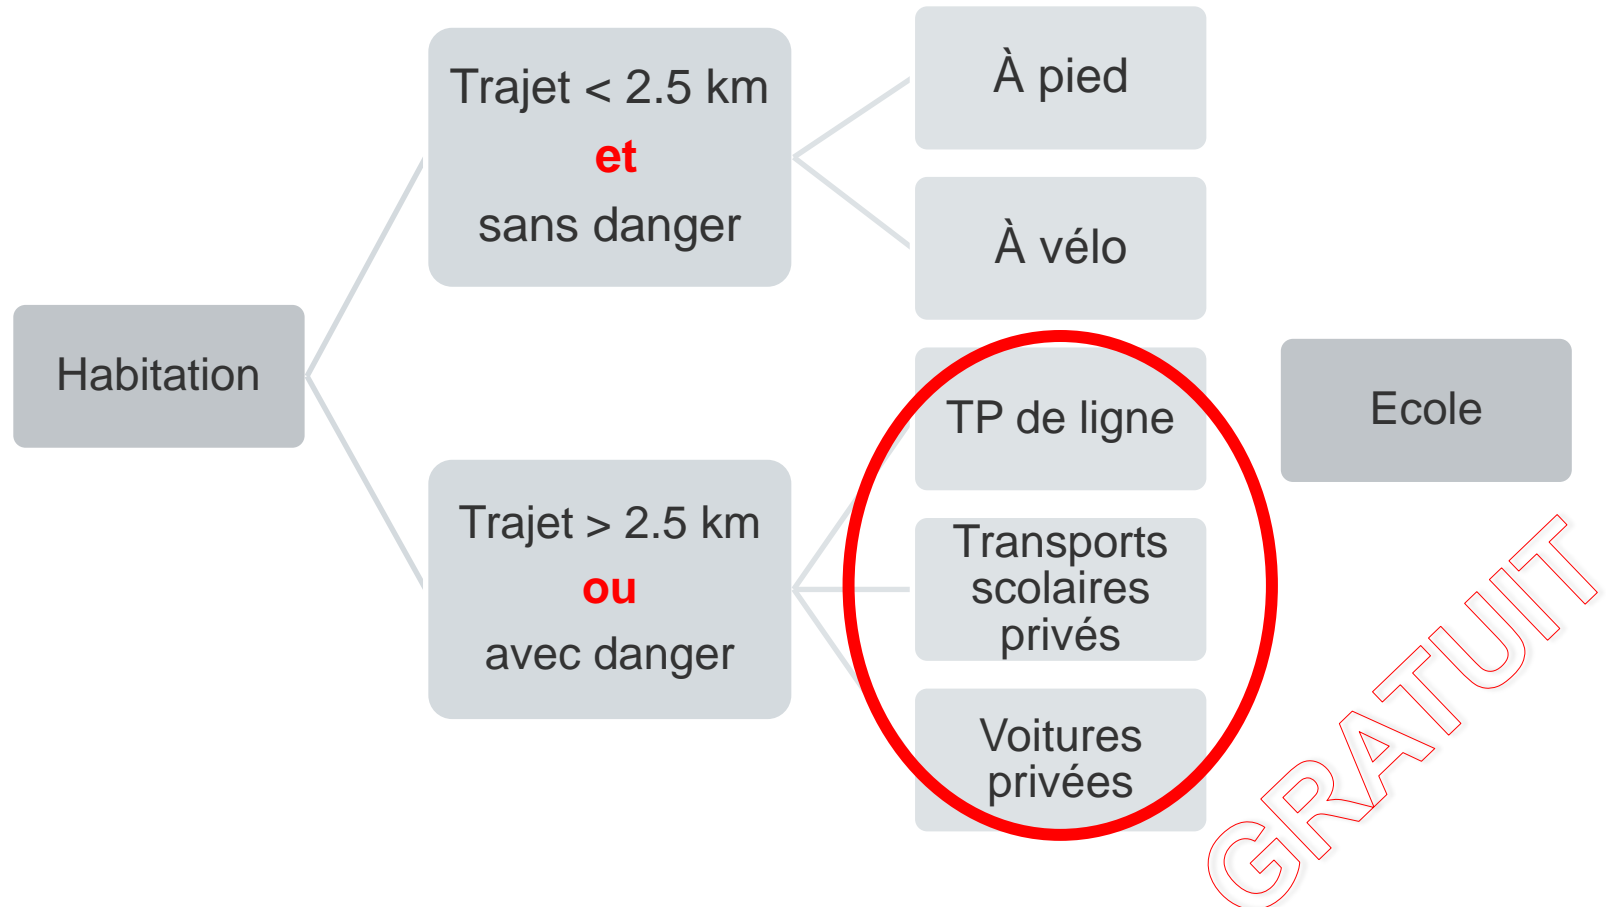 Habitation
Trajet < 2.5 km
et
sans danger
À pied
À vélo
Trajet > 2.5 km
ou
avec danger
TP de ligne
Transports
scolaires
privés
Voitures
privées
Ecole
GRATUIT